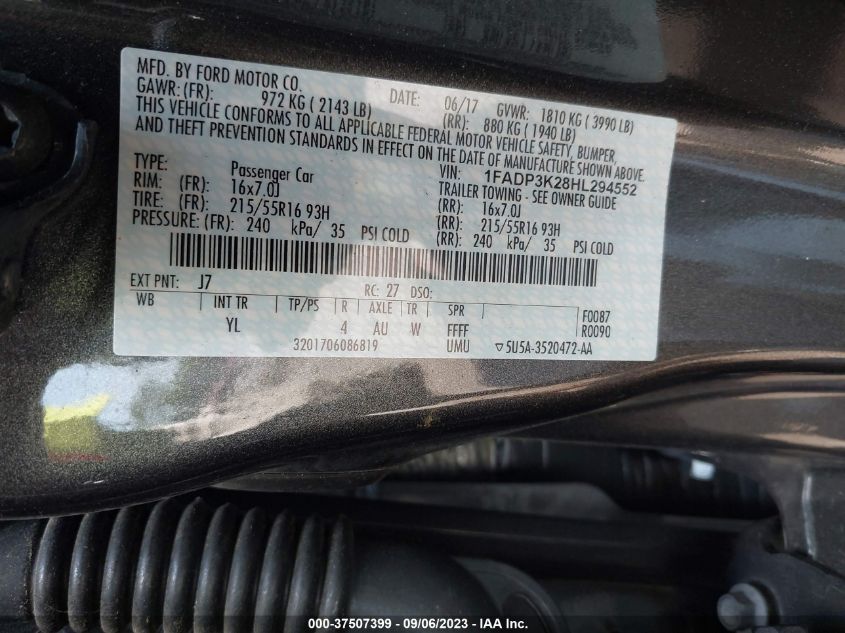 MFD. BY FORD MOTOR CO.
DATE: 06/17 GVWR: 1810 KG ( 3990 LB)
GAWR:(FR): 972 KG ( 2143 LB) (RR): 880 KG ( 1940 LB)
THIS VEHICLE CONFORMS TO ALL APPLICABLE FEDERAL MOTOR VEHICLE SAFETY, BUMPER,
AND THEFT PREVENTION STANDARDS IN EFFECT ON THE DATE OF MANUFACTURE SHOWN ABOVE.
VIN: 1FADP3K28HL294552
TYPE: Passenger Car TRAILER TOWING - SEE OWNER GUIDE
RIM: (FR): 16x7.0J (RR): 16x7.0J
TIRE: (FR): 215/55R16 93H (RR): 215/55R16 93H
PRESSURE: (FR): 240 kPa/ 35 PSI COLD (RR): 240 kPa/ 35 PSI COLD
EXT PNT: J7 RC: 27 DSO:
WB INT TR TP/PS R AXLE TR SPR F0087
YL 4 AU W FFFF R0090
3201706086819 UMU ▽5U5A-3520472-AA
000-37507399 - 09/06/2023 - IAA Inc.